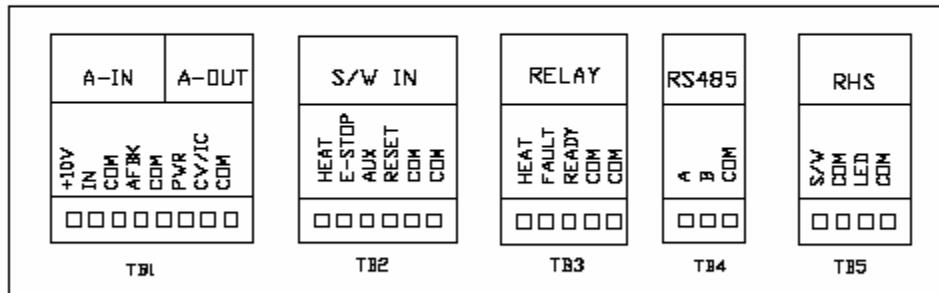 A-IN A-OUT
+10V
IN
COM
AFBK
COM
PWR
CV/IC
COM
TB1
S/W IN
HEAT
E-STOP
AUX
RESET
COM
COM
TB2
RELAY
HEAT
FAULT
READY
COM
COM
TB3
RS485
A
B
COM
TB4
RHS
S/W
COM
LED
COM
TB5